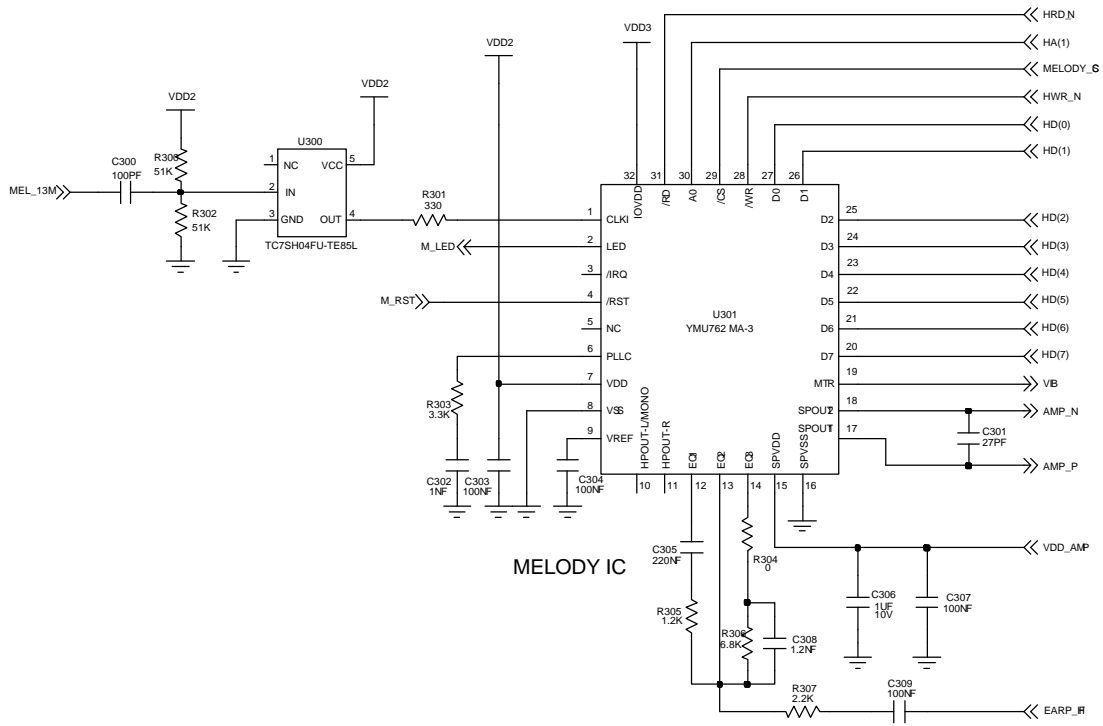 HRD_N
VDD3
HA(1)
VDD2
MELODY_CS
VDD2
HWR_N
VDD2
HD(0)
U300
HD(1)
C300
100PF
R300
51K
1
NC
VCC
5
MEL_13M
2
IN
R302
51K
3
GND
OUT
4
TC7SH04FU-TE85L
R301
330
32
31
30
29
28
27
26
IOVDD
/RD
A0
/CS
/WR
D0
D1
1
CLKI
D2
25
HD(2)
M_LED
2
LED
D3
24
HD(3)
3
/IRQ
D4
23
HD(4)
M_RST
4
/RST
D5
22
HD(5)
U301
YMU762 MA-3
5
NC
D6
21
HD(6)
6
PLLC
D7
20
HD(7)
7
VDD
MTR
19
VIB
R303
3.3K
8
VSS
SPOUT2
18
AMP_N
9
VREF
SPOUT1
17
C301
27PF
AMP_P
HPOUT-L/MONO
HPOUT-R
EQ1
EQ2
EQ3
SPVDD
SPVSS
10
11
12
13
14
15
16
C302
1NF
C303
100NF
C304
100NF
MELODY IC
C305
220NF
R304
0
VDD_AMP
C306
1UF
10V
C307
100NF
R305
1.2K
R306
6.8K
C308
1.2NF
R307
2.2K
C309
100NF